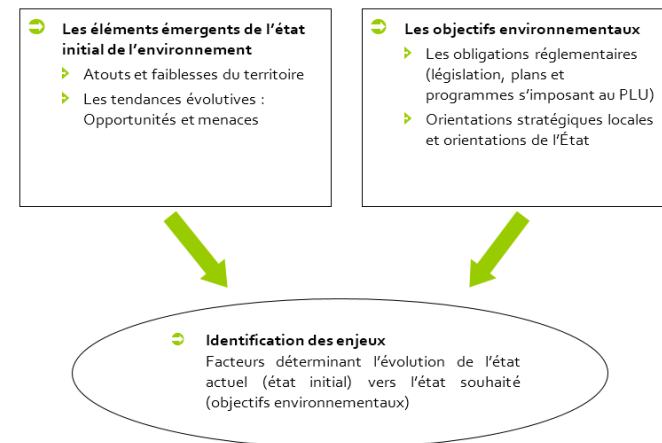 Les éléments émergents de l'état
initial de l'environnement
Atouts et faiblesses du territoire
Les tendances évolutives :
Opportunités et menaces
Les objectifs environnementaux
Les obligations réglementaires
(législation, plans et
programmes s'imposant au PLU)
Orientations stratégiques locales
et orientations de l'État
Identification des enjeux
Facteurs déterminant l'évolution de l'état
actuel (état initial) vers l'état souhaité
(objectifs environnementaux)